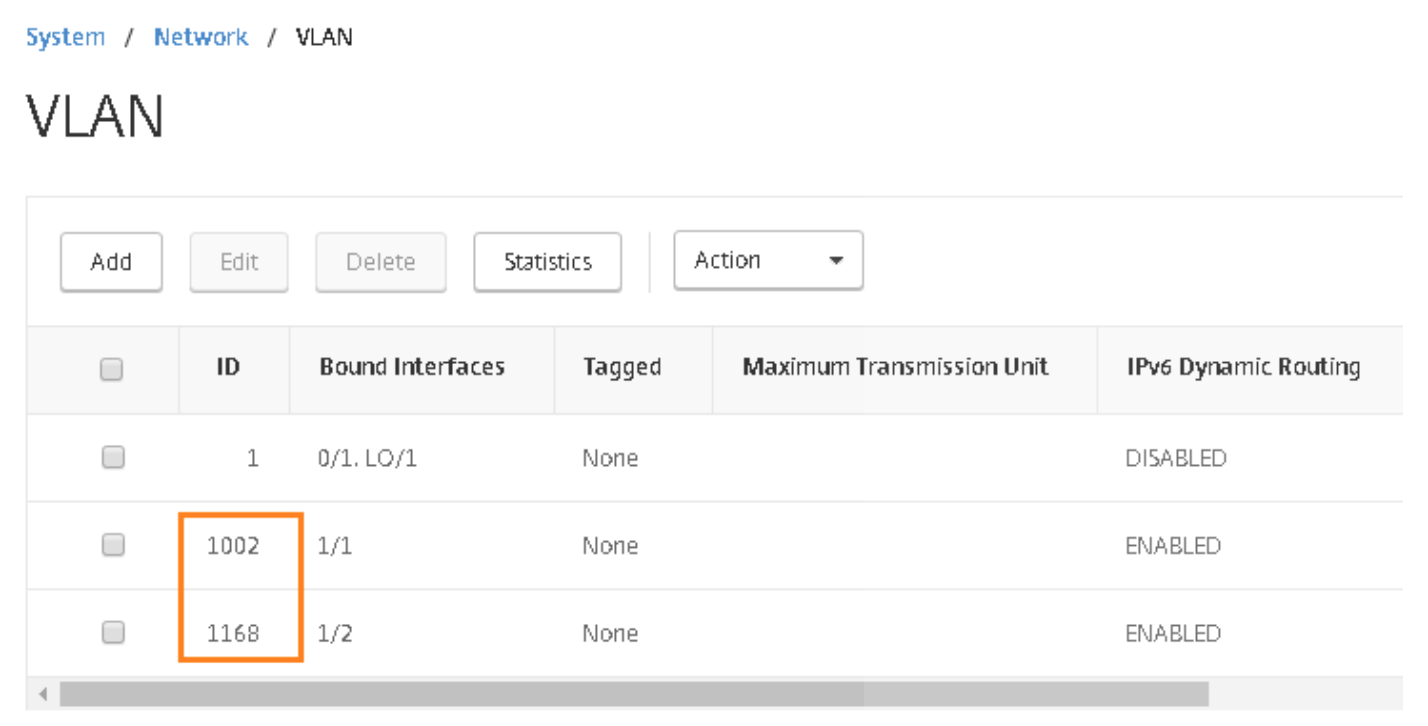 System / Network / VLAN
VLAN
Add Edit Delete Statistics Action
ID Bound Interfaces Tagged Maximum Transmission Unit IPv6 Dynamic Routing
1 0/1. LO/1 None DISABLED
1002 1/1 None ENABLED
1168 1/2 None ENABLED